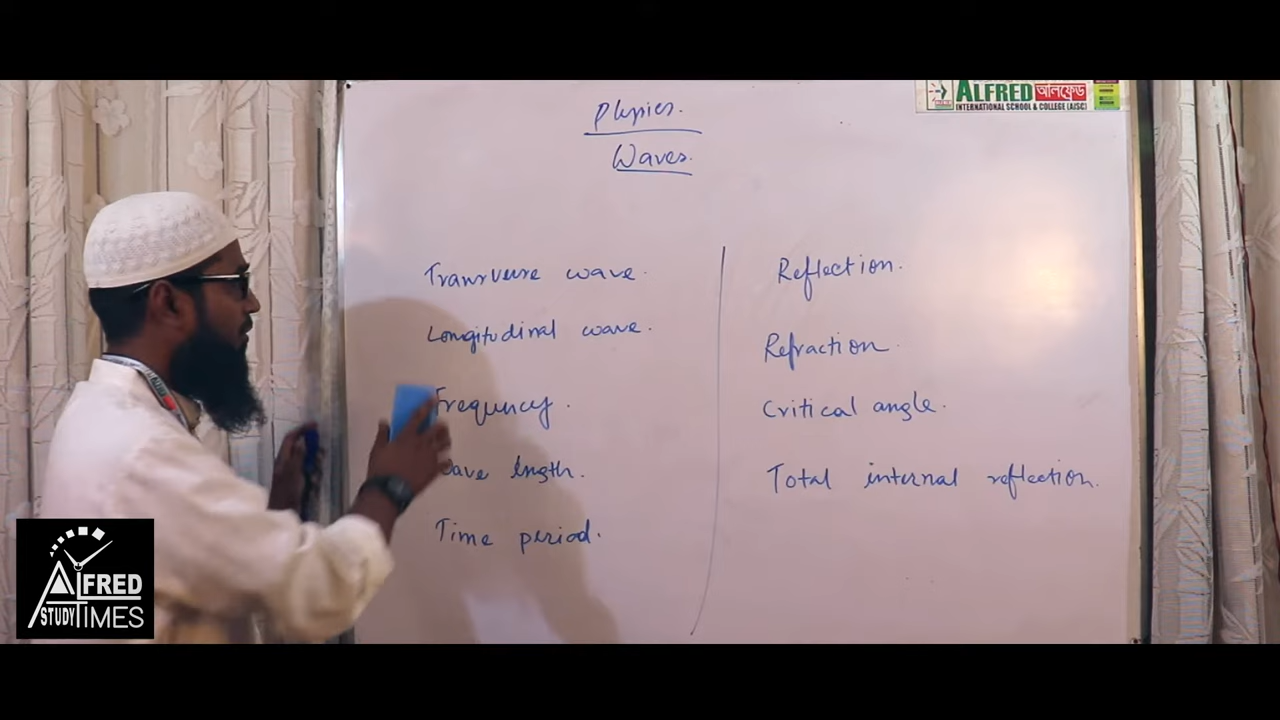 ALFRED অলফ্রেড
INTERNATIONAL SCHOOL & COLLEGE (AISC)
Physics.
Waves.
Transverse wave.
Longitudinal wave.
Frequency.
wave length.
Time period.
Reflection.
Refraction.
Critical angle.
Total internal reflection.
ALFRED
STUDY TIMES